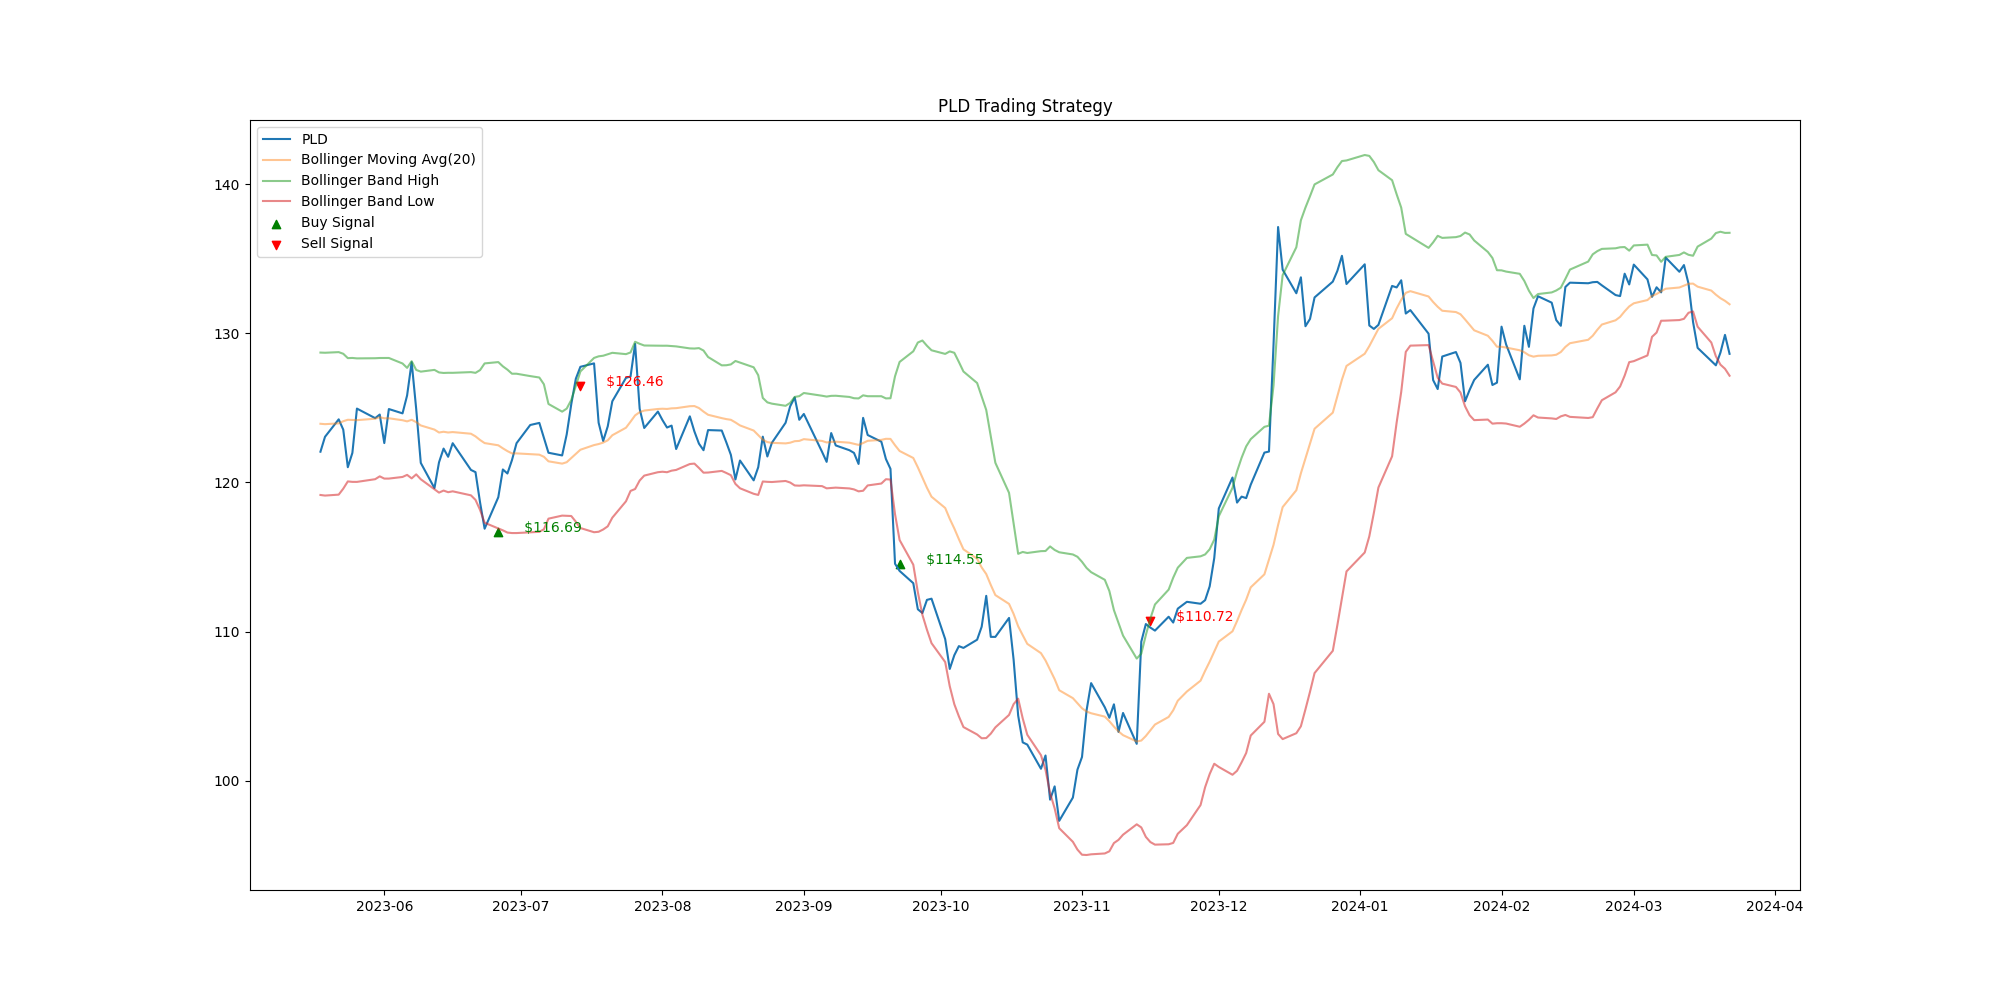 PLD Trading Strategy
PLD
Bollinger Moving Avg(20)
Bollinger Band High
Bollinger Band Low
Buy Signal
Sell Signal
140
130
120
110
100
$126.46
$116.69
$114.55
$110.72
2023-06
2023-07
2023-08
2023-09
2023-10
2023-11
2023-12
2024-01
2024-02
2024-03
2024-04